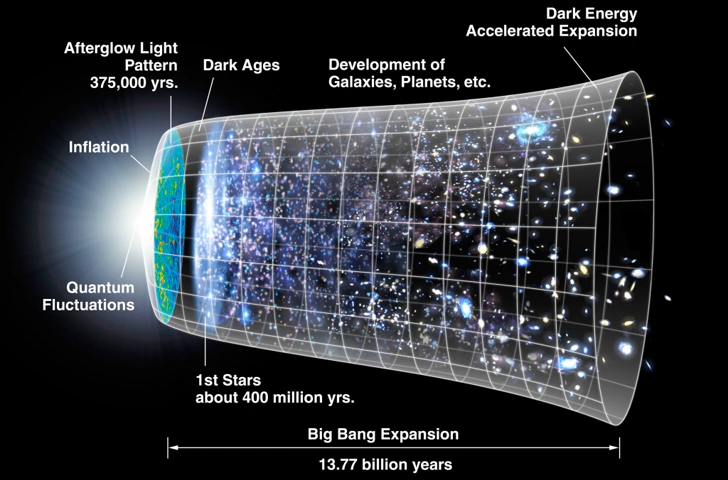 Dark Energy
Accelerated Expansion
Afterglow Light
Pattern
375,000 yrs.
Dark Ages
Development of
Galaxies, Planets, etc.
Inflation
Quantum
Fluctuations
1st Stars
about 400 million yrs.
Big Bang Expansion
13.77 billion years